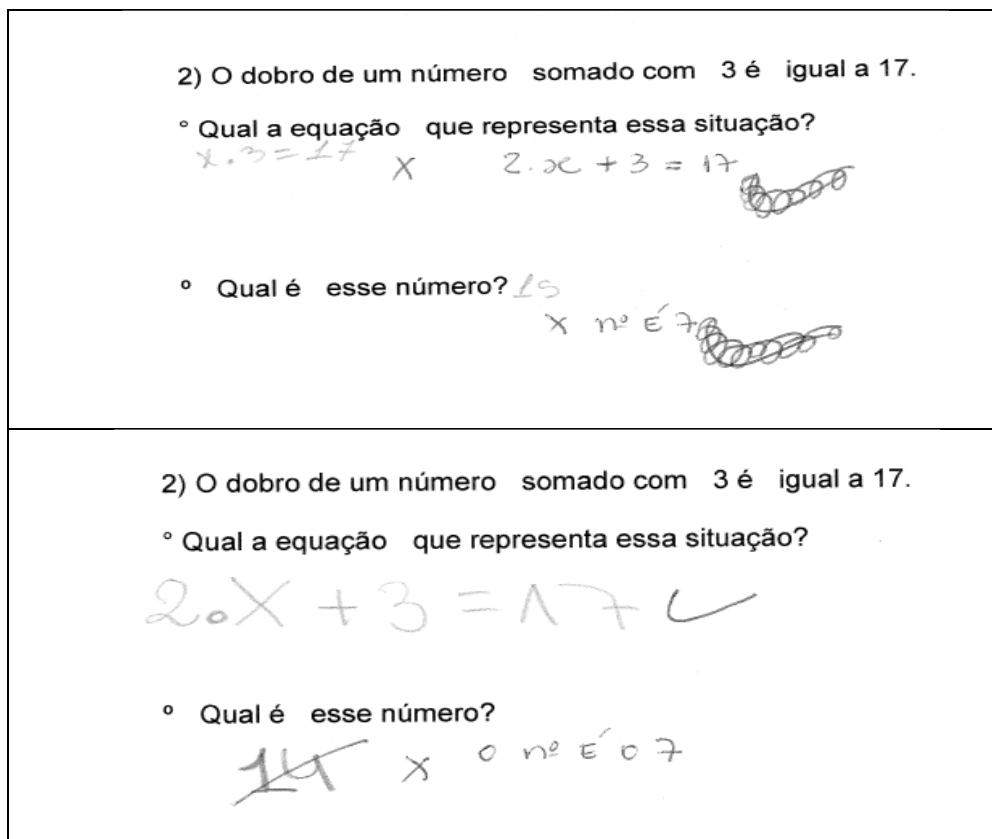 2) O dobro de um número somado com 3 é igual a 17.
° Qual a equação que representa essa situação?
x.3=17 X 2.x + 3 = 17
° Qual é esse número? 15
X nº É 7
2) O dobro de um número somado com 3 é igual a 17.
° Qual a equação que representa essa situação?
2.X + 3 = 17
° Qual é esse número?
14 X O nº É O 7